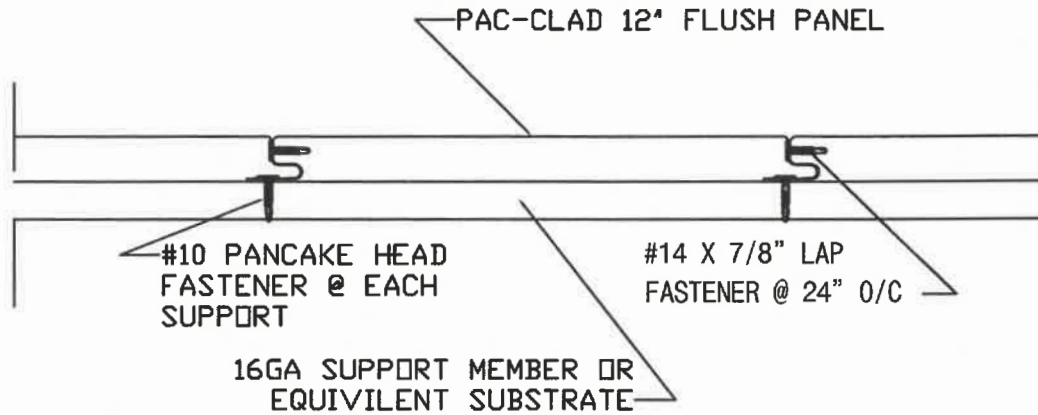 PAC-CLAD 12" FLUSH PANEL
#10 PANCAKE HEAD
FASTENER @ EACH
SUPPORT
#14 X 7/8" LAP
FASTENER @ 24" O/C
16GA SUPPORT MEMBER OR
EQUIVILENT SUBSTRATE